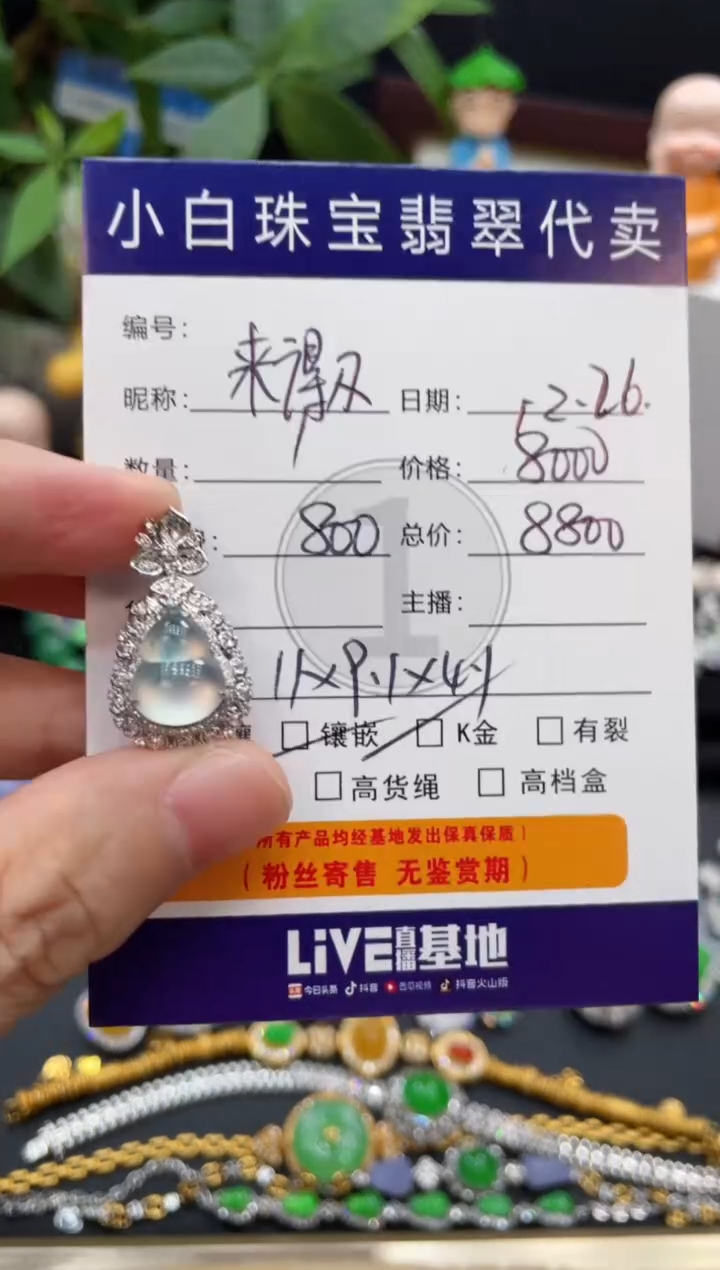 小白珠宝翡翠代卖
编号：
昵称： 来得及 日期： 2.26.
数量： 价格： 8000
800 总价： 8800
主播：
11×9.1×4.1
镶嵌 K金 有裂
高货绳 高档盒
所有产品均经基地发出保真保质）
（粉丝寄售 无鉴赏期）
LiVE直播基地
头条 今日头条 抖音 西瓜视频 抖音火山版